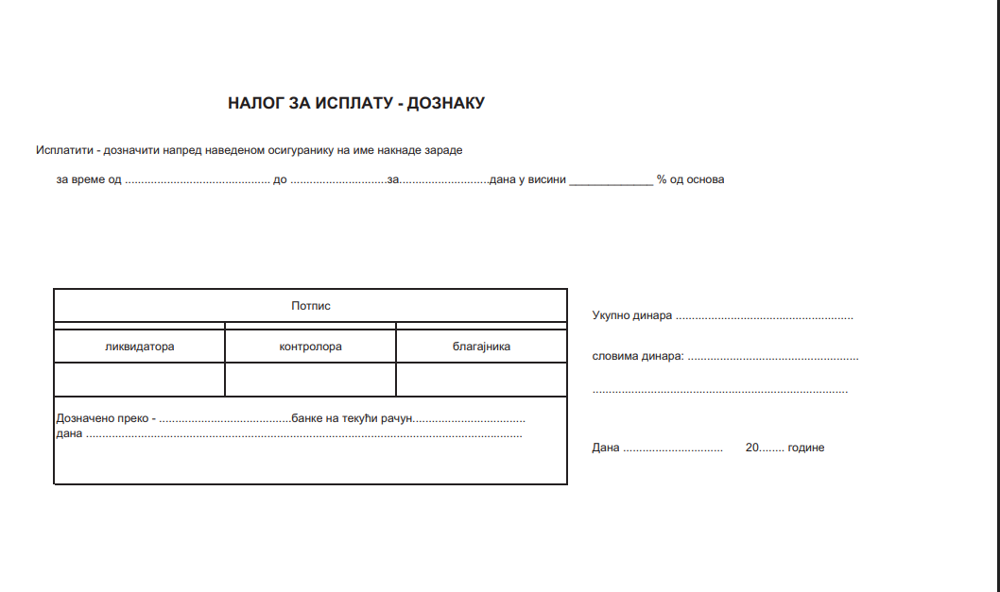 НАЛОГ ЗА ИСПЛАТУ - ДОЗНАКУ
Исплатити - дозначити напред наведеном осигуранику на име накнаде зараде
за време од ............................................. до ..............................за............................дана у висини _____________ % од основа
Потпис
ликвидатора контролора благајника
Дозначено преко - .........................................банке на текући рачун...................................
дана .......................................................................................................................................
Укупно динара .......................................................
словима динара: .....................................................
...............................................................................
Дана ............................... 20........ године